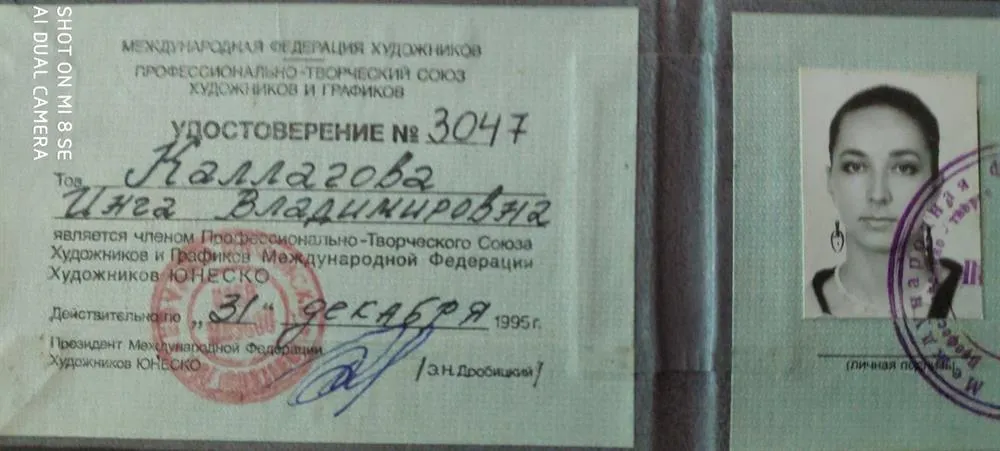 SHOT ON MI 8 SE
AI DUAL CAMERA
МЕЖДУНАРОДНАЯ ФЕДЕРАЦИЯ ХУДОЖНИКОВ
ПРОФЕССИОНАЛЬНО-ТВОРЧЕСКИЙ СОЮЗ
ХУДОЖНИКОВ И ГРАФИКОВ
УДОСТОВЕРЕНИЕ № 3047
Тов. Каллагова
Инга Владимировна
является членом Профессионально-Творческого Союза
Художников и Графиков Международной Федерации
Художников ЮНЕСКО
Действительно по „31“ декабря 1995 г.
Президент Международной Федерации
Художников ЮНЕСКО /Э.Н.Дробицкий/
(личная подпись)